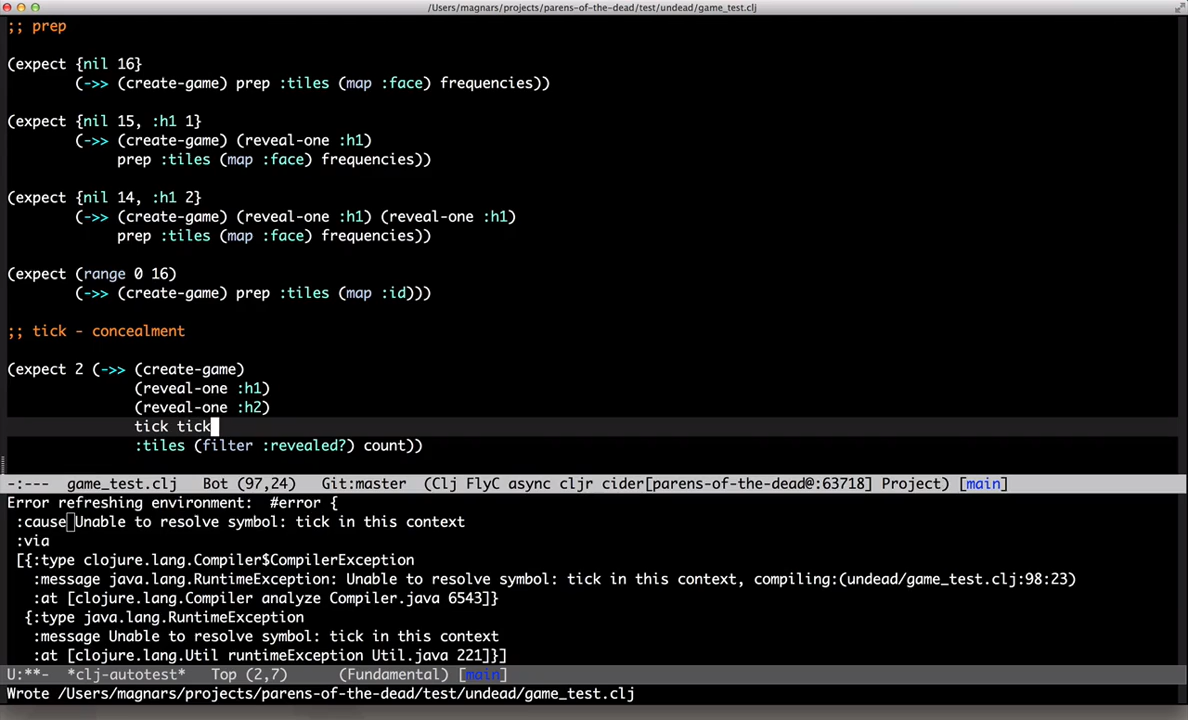 /Users/magnars/projects/parens-of-the-dead/test/undead/game_test.clj
;; prep
(expect {nil 16}
(->> (create-game) prep :tiles (map :face) frequencies))
(expect {nil 15, :h1 1}
(->> (create-game) (reveal-one :h1)
prep :tiles (map :face) frequencies))
(expect {nil 14, :h1 2}
(->> (create-game) (reveal-one :h1) (reveal-one :h1)
prep :tiles (map :face) frequencies))
(expect (range 0 16)
(->> (create-game) prep :tiles (map :id)))
;; tick - concealment
(expect 2 (->> (create-game)
(reveal-one :h1)
(reveal-one :h2)
tick tick
:tiles (filter :revealed?) count))
-:--- game_test.clj Bot (97,24) Git:master (Clj FlyC async cljr cider[parens-of-the-dead@:63718] Project) [main]
Error refreshing environment: #error {
:cause Unable to resolve symbol: tick in this context
:via
[{:type clojure.lang.Compiler$CompilerException
:message java.lang.RuntimeException: Unable to resolve symbol: tick in this context, compiling:(undead/game_test.clj:98:23)
:at [clojure.lang.Compiler analyze Compiler.java 6543]}
{:type java.lang.RuntimeException
:message Unable to resolve symbol: tick in this context
:at [clojure.lang.Util runtimeException Util.java 221]}]
U:**- *clj-autotest* Top (2,7) (Fundamental) [main]
Wrote /Users/magnars/projects/parens-of-the-dead/test/undead/game_test.clj